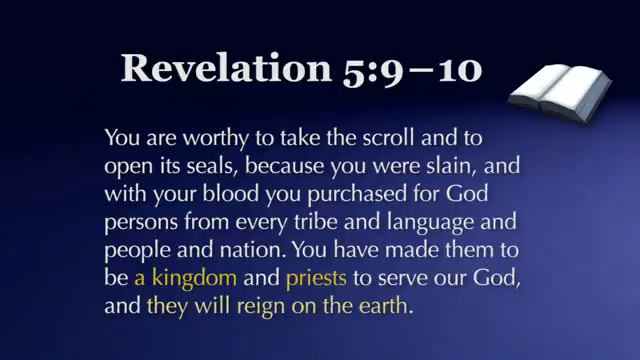 Revelation 5:9–10
You are worthy to take the scroll and to
open its seals, because you were slain, and
with your blood you purchased for God
persons from every tribe and language and
people and nation. You have made them to
be a kingdom and priests to serve our God,
and they will reign on the earth.